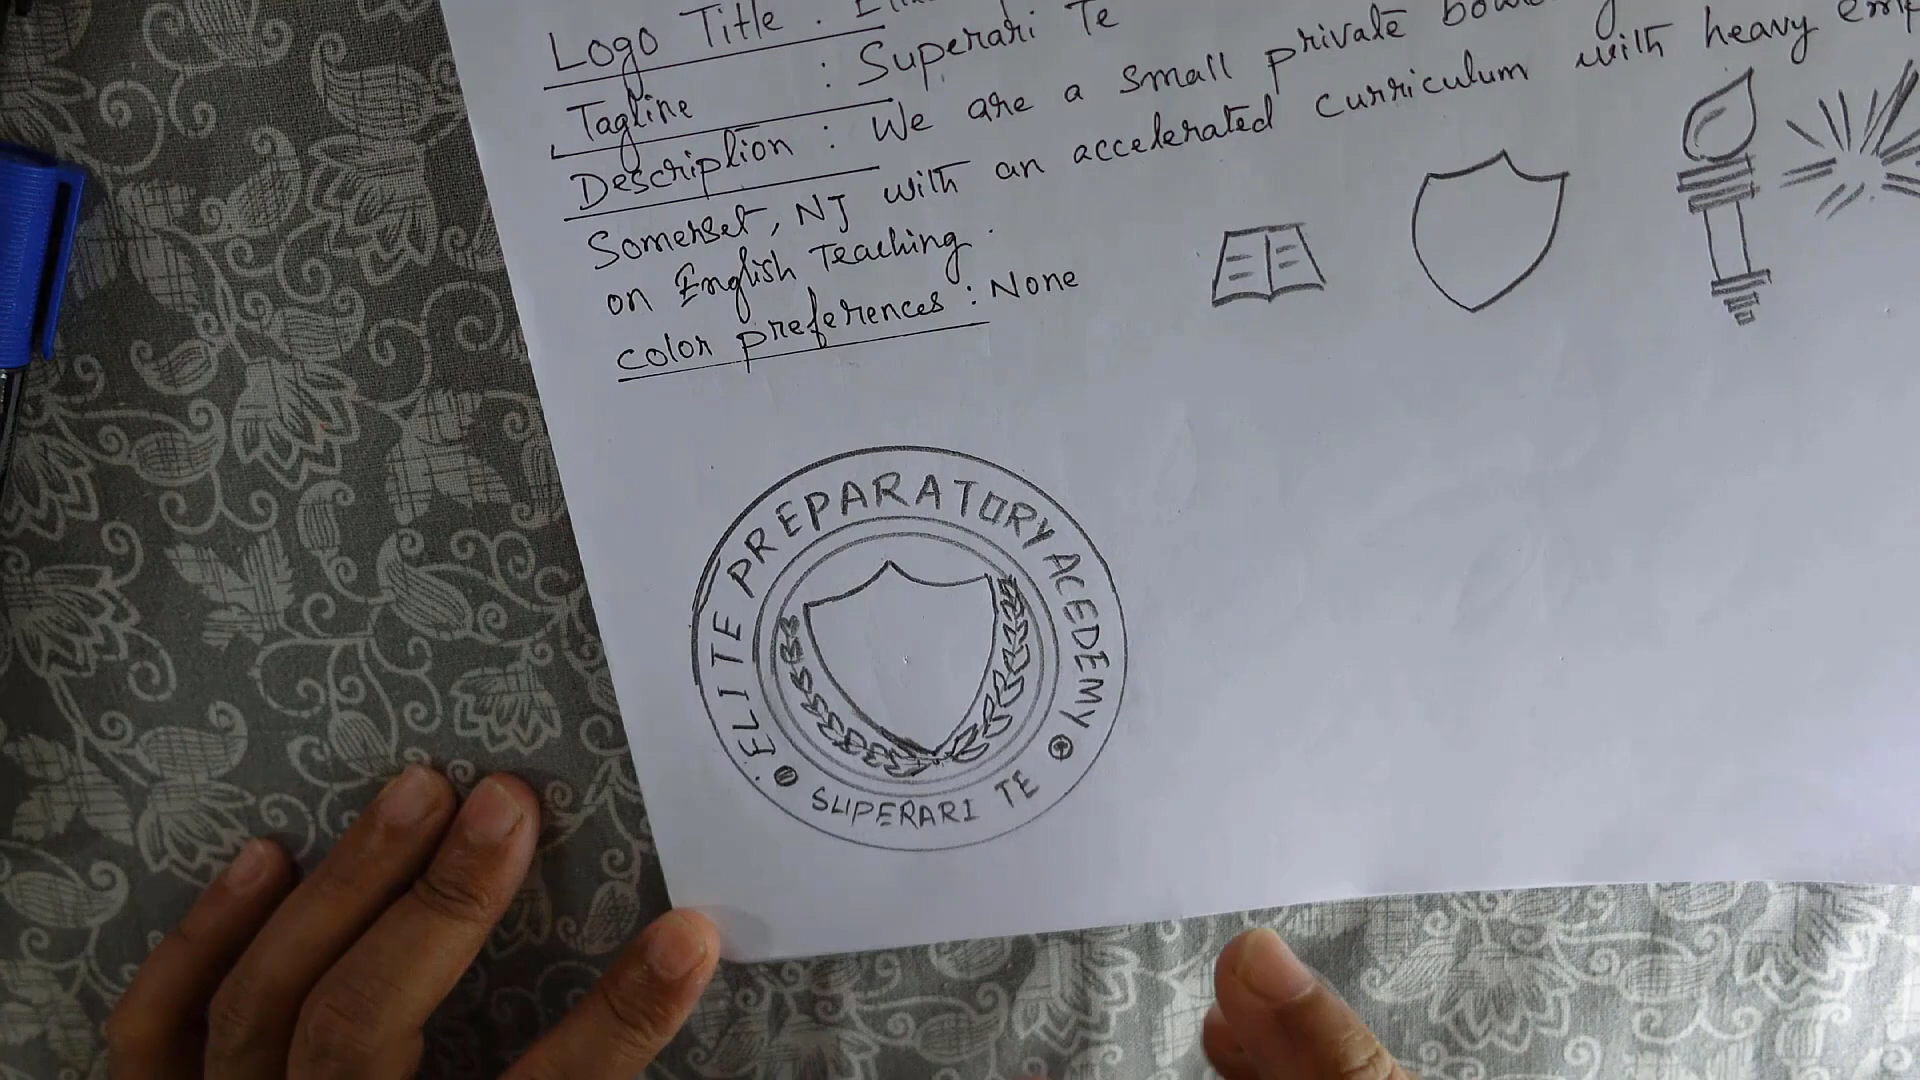 Logo Title :
Tagline : Superari Te
Description : We are a small private
Somerset, NJ with an accelerated curriculum with heavy
on English Teaching.
color preferences : None
ELITE PREPARATORY ACEDEMY
SUPERARI TE